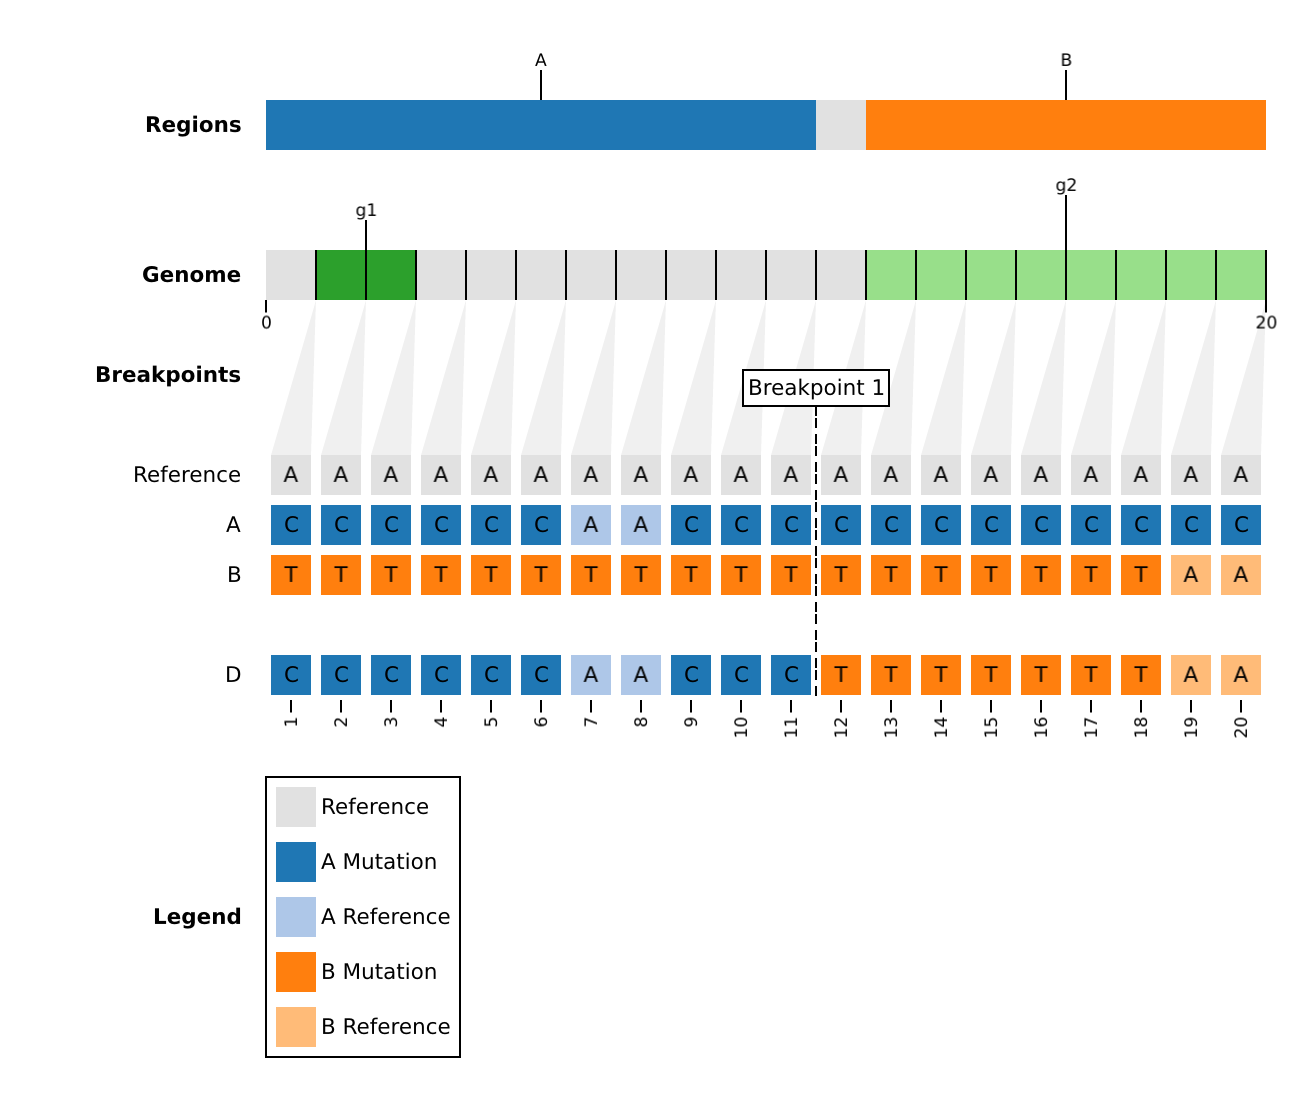 A B
Regions
g1 g2
Genome
0 20
Breakpoints
Breakpoint 1
Reference A A A A A A A A A A A A A A A A A A A A
A C C C C C C A A C C C C C C C C C C C C
B T T T T T T T T T T T T T T T T T T A A
D C C C C C C A A C C C T T T T T T T A A
1 2 3 4 5 6 7 8 9 10 11 12 13 14 15 16 17 18 19 20
Legend
Reference
A Mutation
A Reference
B Mutation
B Reference